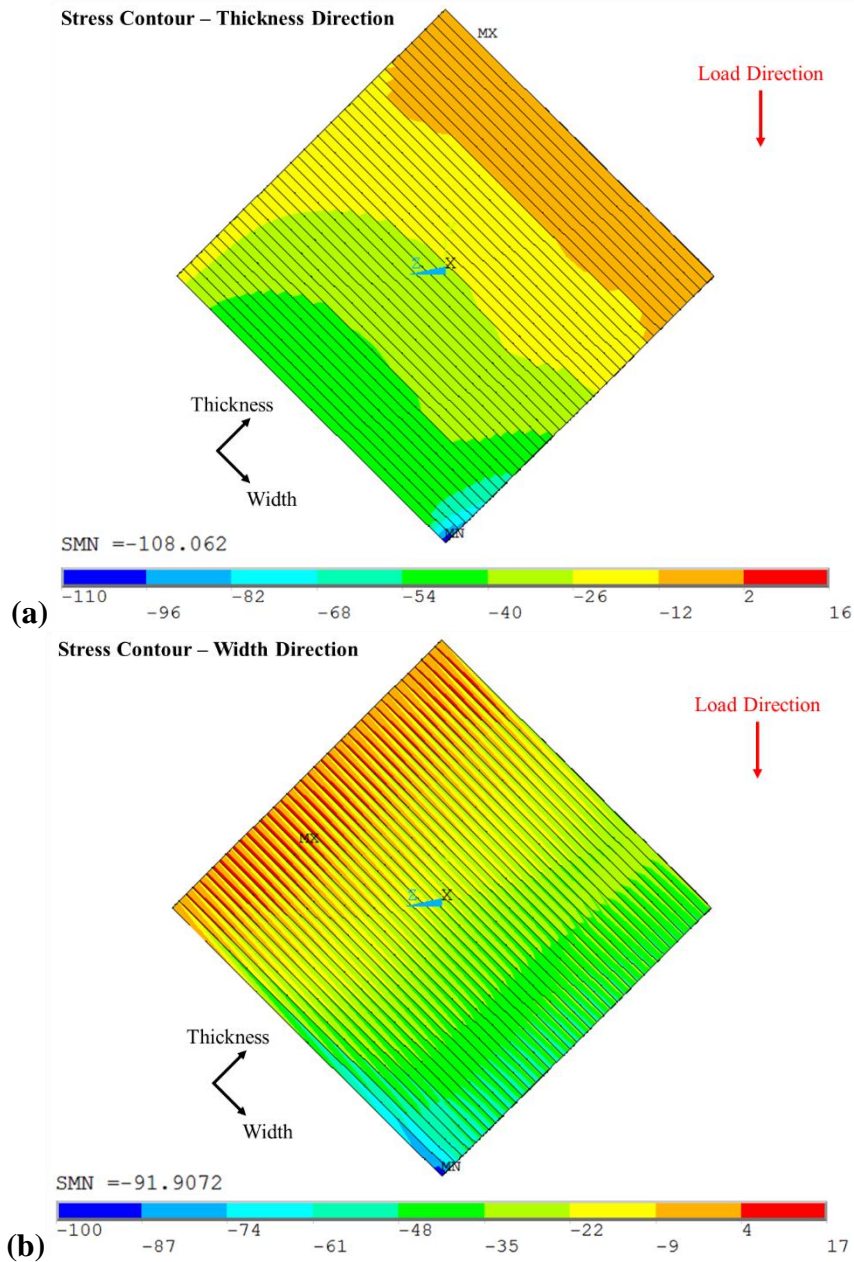 Stress Contour – Thickness Direction
MX
Load Direction
Z X
Thickness
Width
MN
SMN =-108.062
-110 -96 -82 -68 -54 -40 -26 -12 2 16
(a)
Stress Contour – Width Direction
Load Direction
MX
Z X
Thickness
Width
MN
SMN =-91.9072
-100 -87 -74 -61 -48 -35 -22 -9 4 17
(b)